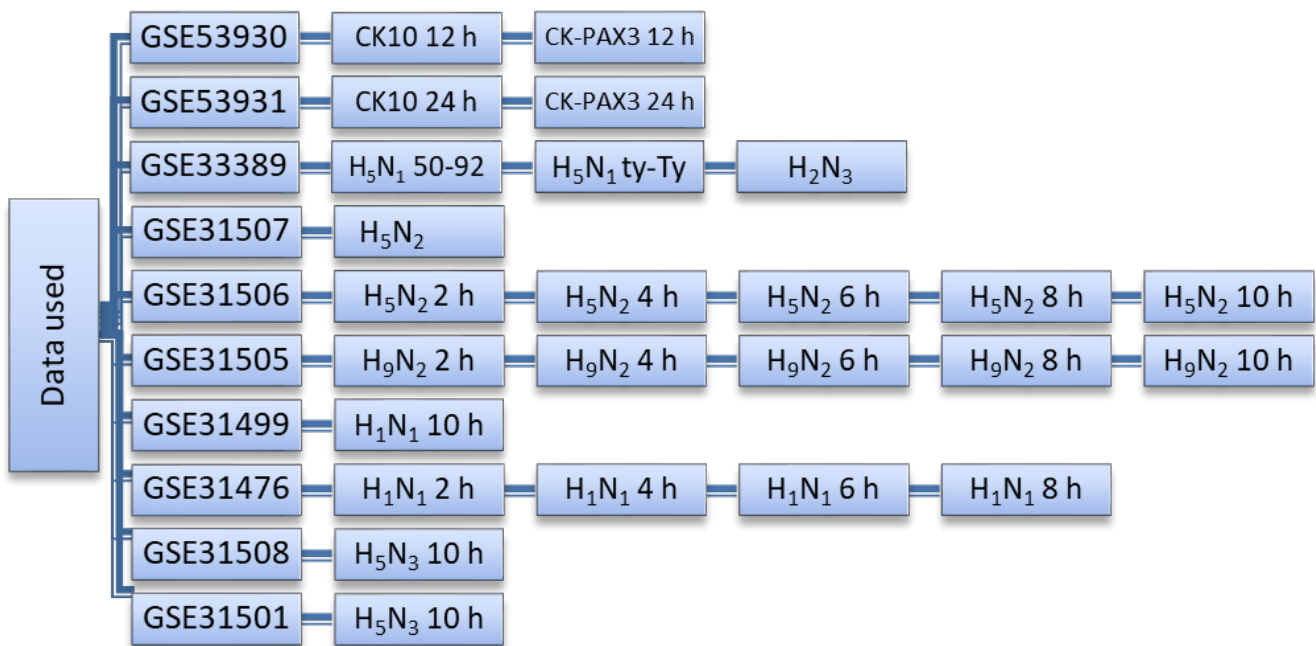 Data used
GSE53930 CK10 12 h CK-PAX3 12 h
GSE53931 CK10 24 h CK-PAX3 24 h
GSE33389 H₅N₁ 50-92 H₅N₁ ty-Ty H₂N₃
GSE31507 H₅N₂
GSE31506 H₅N₂ 2 h H₅N₂ 4 h H₅N₂ 6 h H₅N₂ 8 h H₅N₂ 10 h
GSE31505 H₉N₂ 2 h H₉N₂ 4 h H₉N₂ 6 h H₉N₂ 8 h H₉N₂ 10 h
GSE31499 H₁N₁ 10 h
GSE31476 H₁N₁ 2 h H₁N₁ 4 h H₁N₁ 6 h H₁N₁ 8 h
GSE31508 H₅N₃ 10 h
GSE31501 H₅N₃ 10 h